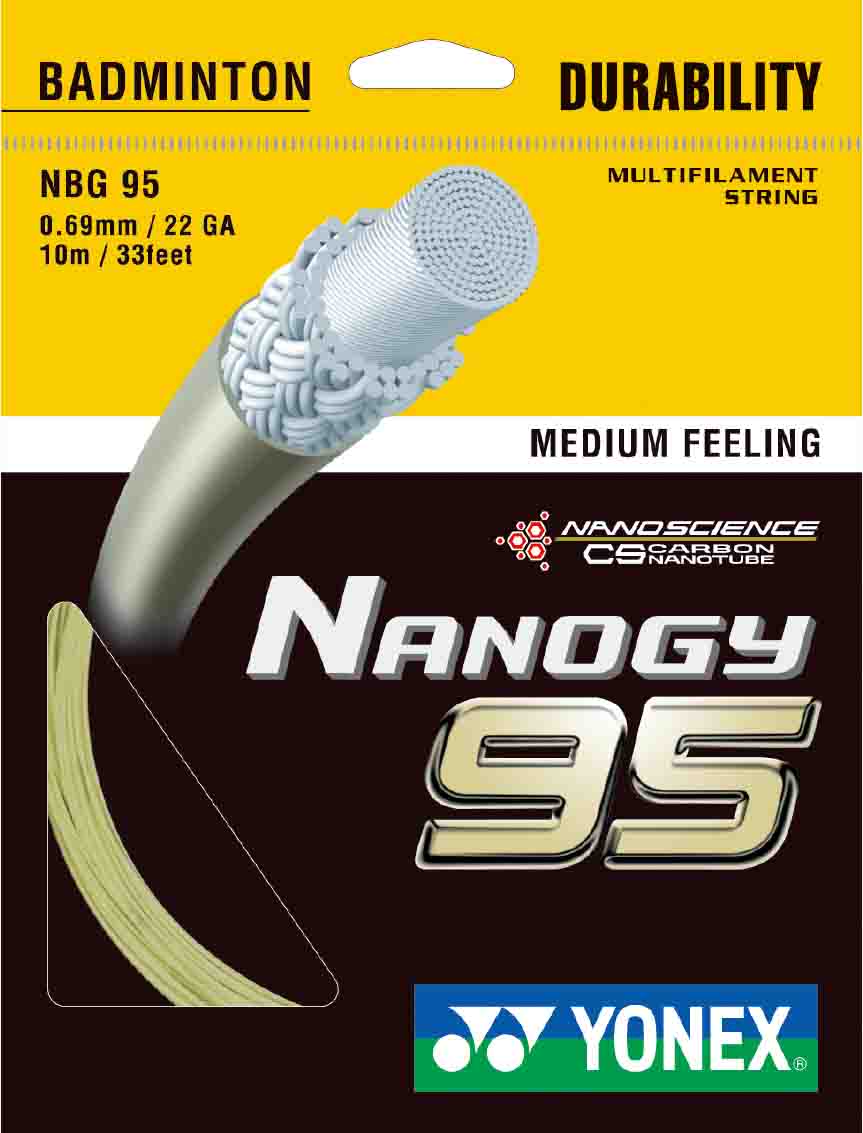 BADMINTON
DURABILITY
NBG 95
0.69mm / 22 GA
10m / 33feet
MULTIFILAMENT
STRING
MEDIUM FEELING
NANOSCIENCE
CS CARBON
NANOTUBE
NANOGY
95
YONEX®